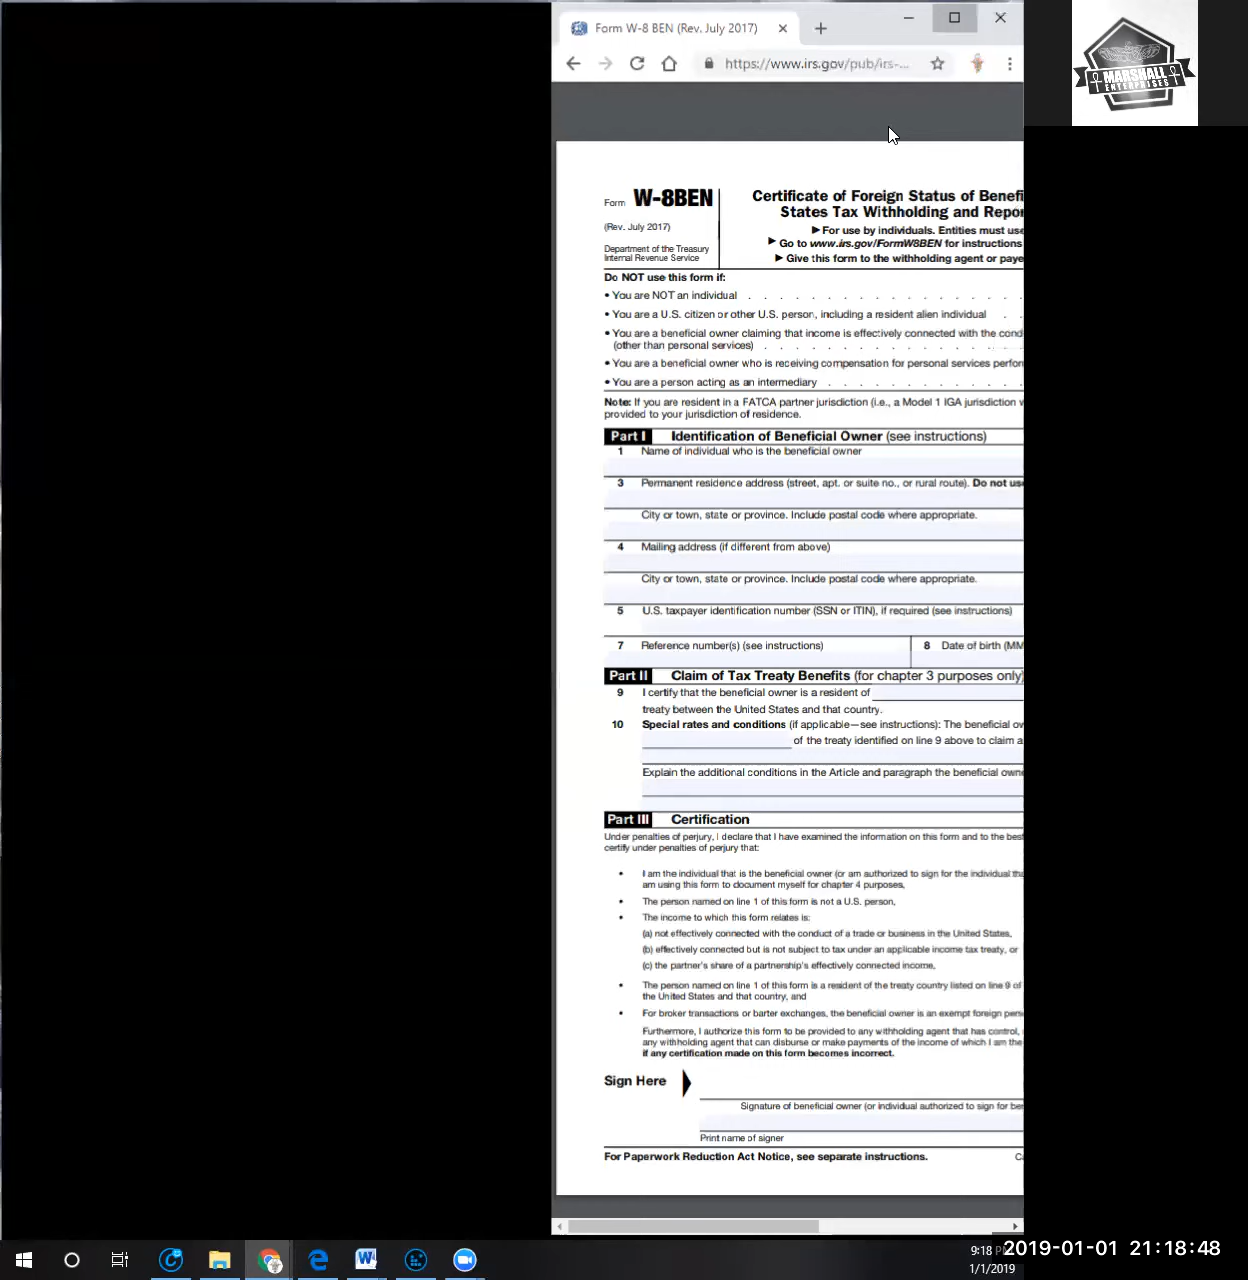 Form W-8 BEN (Rev. July 2017)
https://www.irs.gov/pub/irs-...
MARSHALL
ENTERPRISES
Form W-8BEN
(Rev. July 2017)
Department of the Treasury
Internal Revenue Service
Certificate of Foreign Status of Benefi
States Tax Withholding and Repor
▶ For use by individuals. Entities must use
▶ Go to www.irs.gov/FormW8BEN for instructions
▶ Give this form to the withholding agent or paye
Do NOT use this form if:
• You are NOT an individual . . . . . . . . . . . . .
• You are a U.S. citizen or other U.S. person, including a resident alien individual . .
• You are a beneficial owner claiming that income is effectively connected with the cond
(other than personal services) . . . . . . . . . . . .
• You are a beneficial owner who is receiving compensation for personal services perfor
• You are a person acting as an intermediary . . . . . . . . .
Note: If you are resident in a FATCA partner jurisdiction (i.e., a Model 1 IGA jurisdiction w
provided to your jurisdiction of residence.
Part I Identification of Beneficial Owner (see instructions)
1 Name of individual who is the beneficial owner
3 Permanent residence address (street, apt. or suite no., or rural route). Do not use
City or town, state or province. Include postal code where appropriate.
4 Mailing address (if different from above)
City or town, state or province. Include postal code where appropriate.
5 U.S. taxpayer identification number (SSN or ITIN), if required (see instructions)
7 Reference number(s) (see instructions) 8 Date of birth (MM
Part II Claim of Tax Treaty Benefits (for chapter 3 purposes only)
9 I certify that the beneficial owner is a resident of
treaty between the United States and that country.
10 Special rates and conditions (if applicable—see instructions): The beneficial ow
of the treaty identified on line 9 above to claim a
Explain the additional conditions in the Article and paragraph the beneficial owne
Part III Certification
Under penalties of perjury, I declare that I have examined the information on this form and to the best
certify under penalties of perjury that:
• I am the individual that is the beneficial owner (or am authorized to sign for the individual tha
am using this form to document myself for chapter 4 purposes,
• The person named on line 1 of this form is not a U.S. person,
• The income to which this form relates is:
(a) not effectively connected with the conduct of a trade or business in the United States,
(b) effectively connected but is not subject to tax under an applicable income tax treaty, or
(c) the partner's share of a partnership's effectively connected income,
• The person named on line 1 of this form is a resident of the treaty country listed on line 9 of
the United States and that country, and
• For broker transactions or barter exchanges, the beneficial owner is an exempt foreign pers
Furthermore, I authorize this form to be provided to any withholding agent that has control,
any withholding agent that can disburse or make payments of the income of which I am the
if any certification made on this form becomes incorrect.
Sign Here
Signature of beneficial owner (or individual authorized to sign for ben
Print name of signer
For Paperwork Reduction Act Notice, see separate instructions. Ca
9:18 P
1/1/2019
2019-01-01 21:18:48